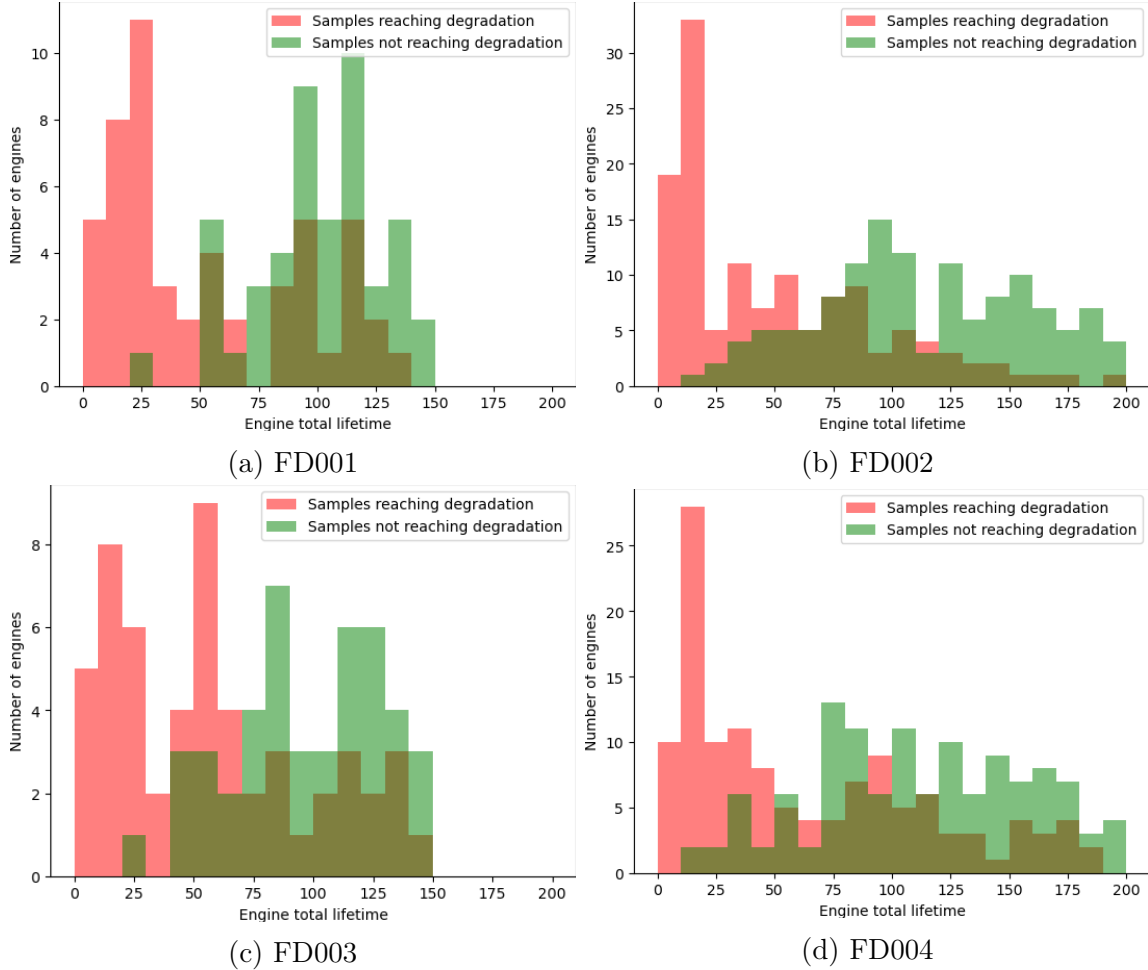 Samples reaching degradation
Samples not reaching degradation
Number of engines
10
8
6
4
2
0
0 25 50 75 100 125 150 175 200
Engine total lifetime
(a) FD001
Samples reaching degradation
Samples not reaching degradation
Number of engines
30
25
20
15
10
5
0
0 25 50 75 100 125 150 175 200
Engine total lifetime
(b) FD002
Samples reaching degradation
Samples not reaching degradation
Number of engines
8
6
4
2
0
0 25 50 75 100 125 150 175 200
Engine total lifetime
(c) FD003
Samples reaching degradation
Samples not reaching degradation
Number of engines
25
20
15
10
5
0
0 25 50 75 100 125 150 175 200
Engine total lifetime
(d) FD004